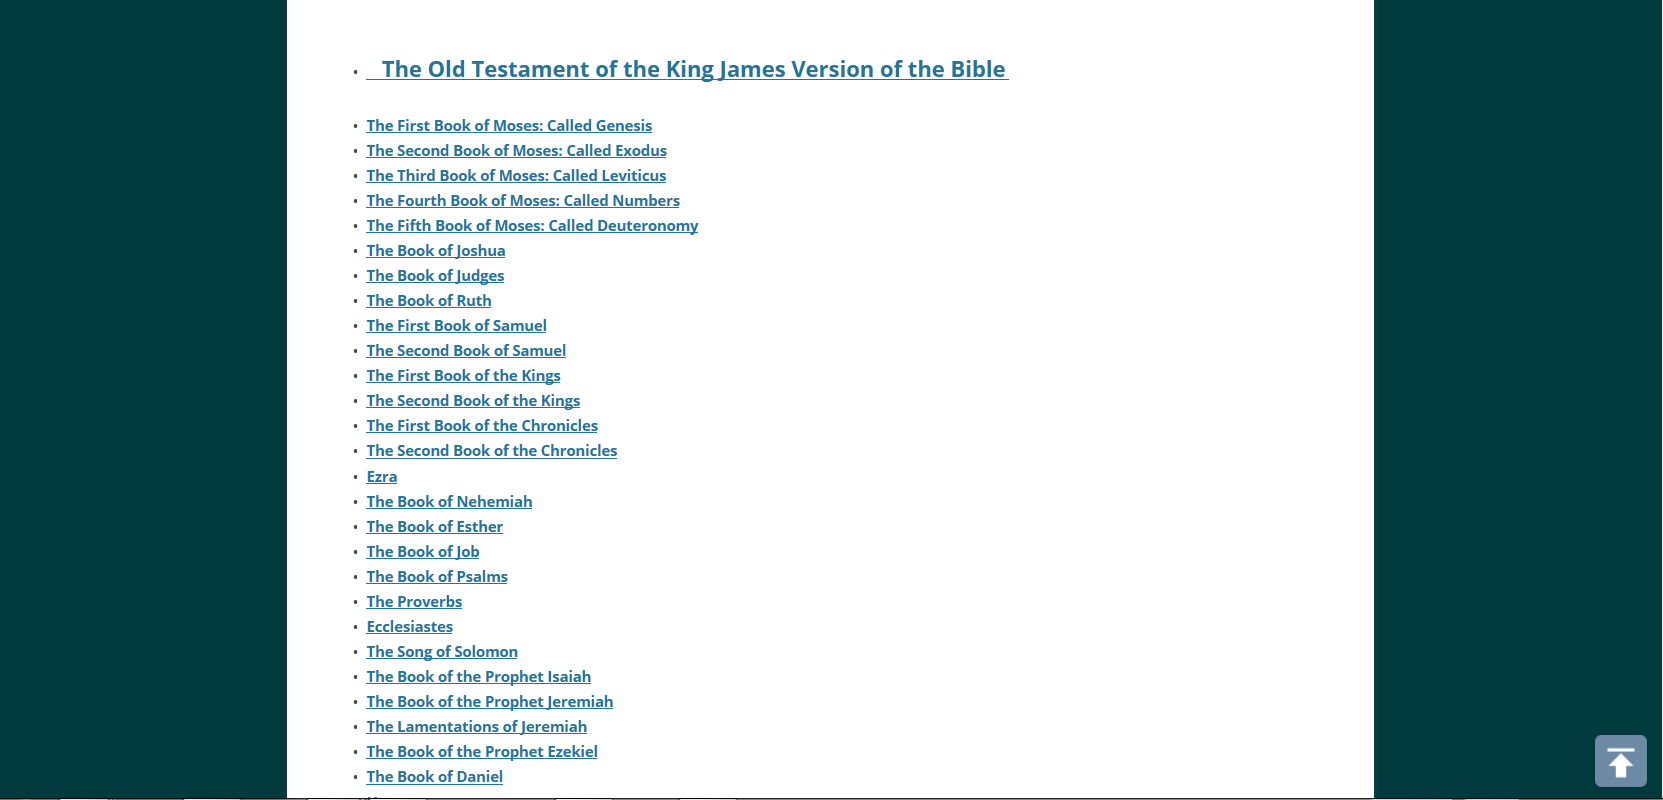 The Old Testament of the King James Version of the Bible
The First Book of Moses: Called Genesis
The Second Book of Moses: Called Exodus
The Third Book of Moses: Called Leviticus
The Fourth Book of Moses: Called Numbers
The Fifth Book of Moses: Called Deuteronomy
The Book of Joshua
The Book of Judges
The Book of Ruth
The First Book of Samuel
The Second Book of Samuel
The First Book of the Kings
The Second Book of the Kings
The First Book of the Chronicles
The Second Book of the Chronicles
Ezra
The Book of Nehemiah
The Book of Esther
The Book of Job
The Book of Psalms
The Proverbs
Ecclesiastes
The Song of Solomon
The Book of the Prophet Isaiah
The Book of the Prophet Jeremiah
The Lamentations of Jeremiah
The Book of the Prophet Ezekiel
The Book of Daniel